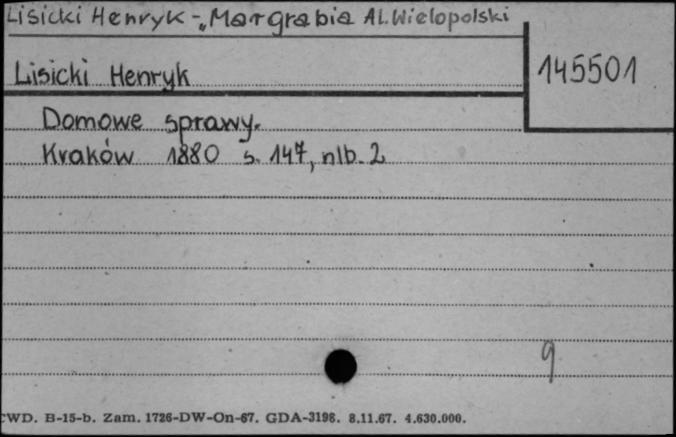 Lisicki Henryk - „Margrabia Al. Wielopolski
145501
Lisicki Henryk
Domowe sprawy.
Kraków 1880 s. 147, nlb. 2
9
CWD. B-15-b. Zam. 1726-DW-On-67. GDA-3198. 8.11.67. 4.630.000.